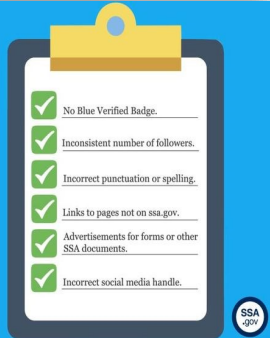 No Blue Verified Badge.
Inconsistent number of followers.
Incorrect punctuation or spelling.
Links to pages not on ssa.gov.
Advertisements for forms or other
SSA documents.
Incorrect social media handle.
SSA
.gov